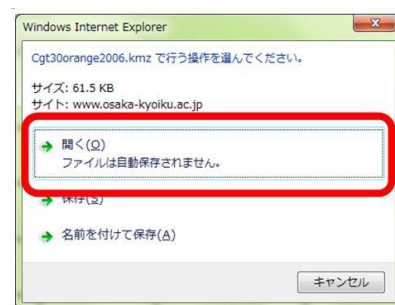 Windows Internet Explorer
Cgt30orange2006.kmz で行う操作を選んでください。
サイズ: 61.5 KB
サイト: www.osaka-kyoiku.ac.jp
開く(O)
ファイルは自動保存されません。
保存(S)
名前を付けて保存(A)
キャンセル